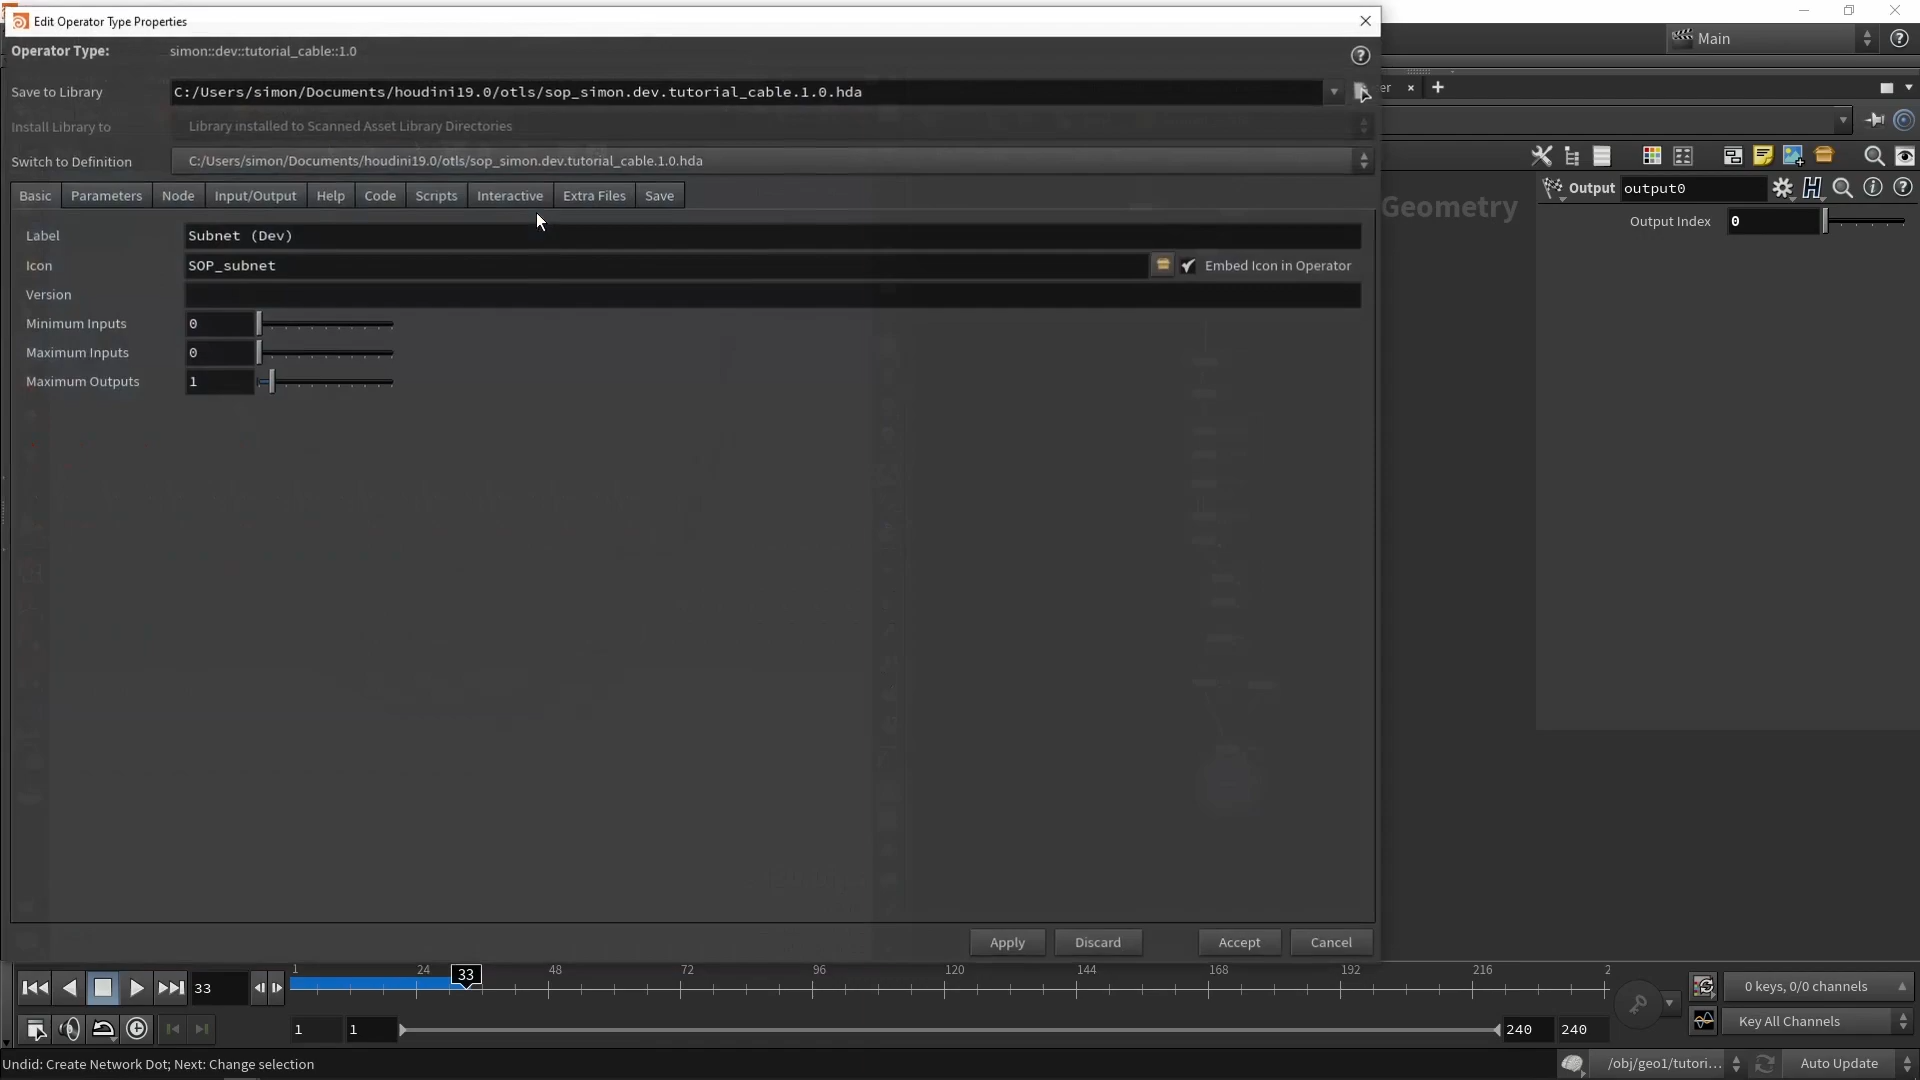 Edit Operator Type Properties
Main
Operator Type: simon::dev::tutorial_cable::1.0
Save to Library C:/Users/simon/Documents/houdini19.0/otls/sop_simon.dev.tutorial_cable.1.0.hda
Install Library to Library installed to Scanned Asset Library Directories
Switch to Definition C:/Users/simon/Documents/houdini19.0/otls/sop_simon.dev.tutorial_cable.1.0.hda
Basic Parameters Node Input/Output Help Code Scripts Interactive Extra Files Save
Geometry
Output output0
Output Index 0
Label Subnet (Dev)
Icon SOP_subnet Embed Icon in Operator
Version
Minimum Inputs 0
Maximum Inputs 0
Maximum Outputs 1
Apply Discard Accept Cancel
1 24 48 72 96 120 144 168 192 216 2
33
33
0 keys, 0/0 channels
1 1 240 240
Key All Channels
Undid: Create Network Dot; Next: Change selection
/obj/geo1/tutori... Auto Update